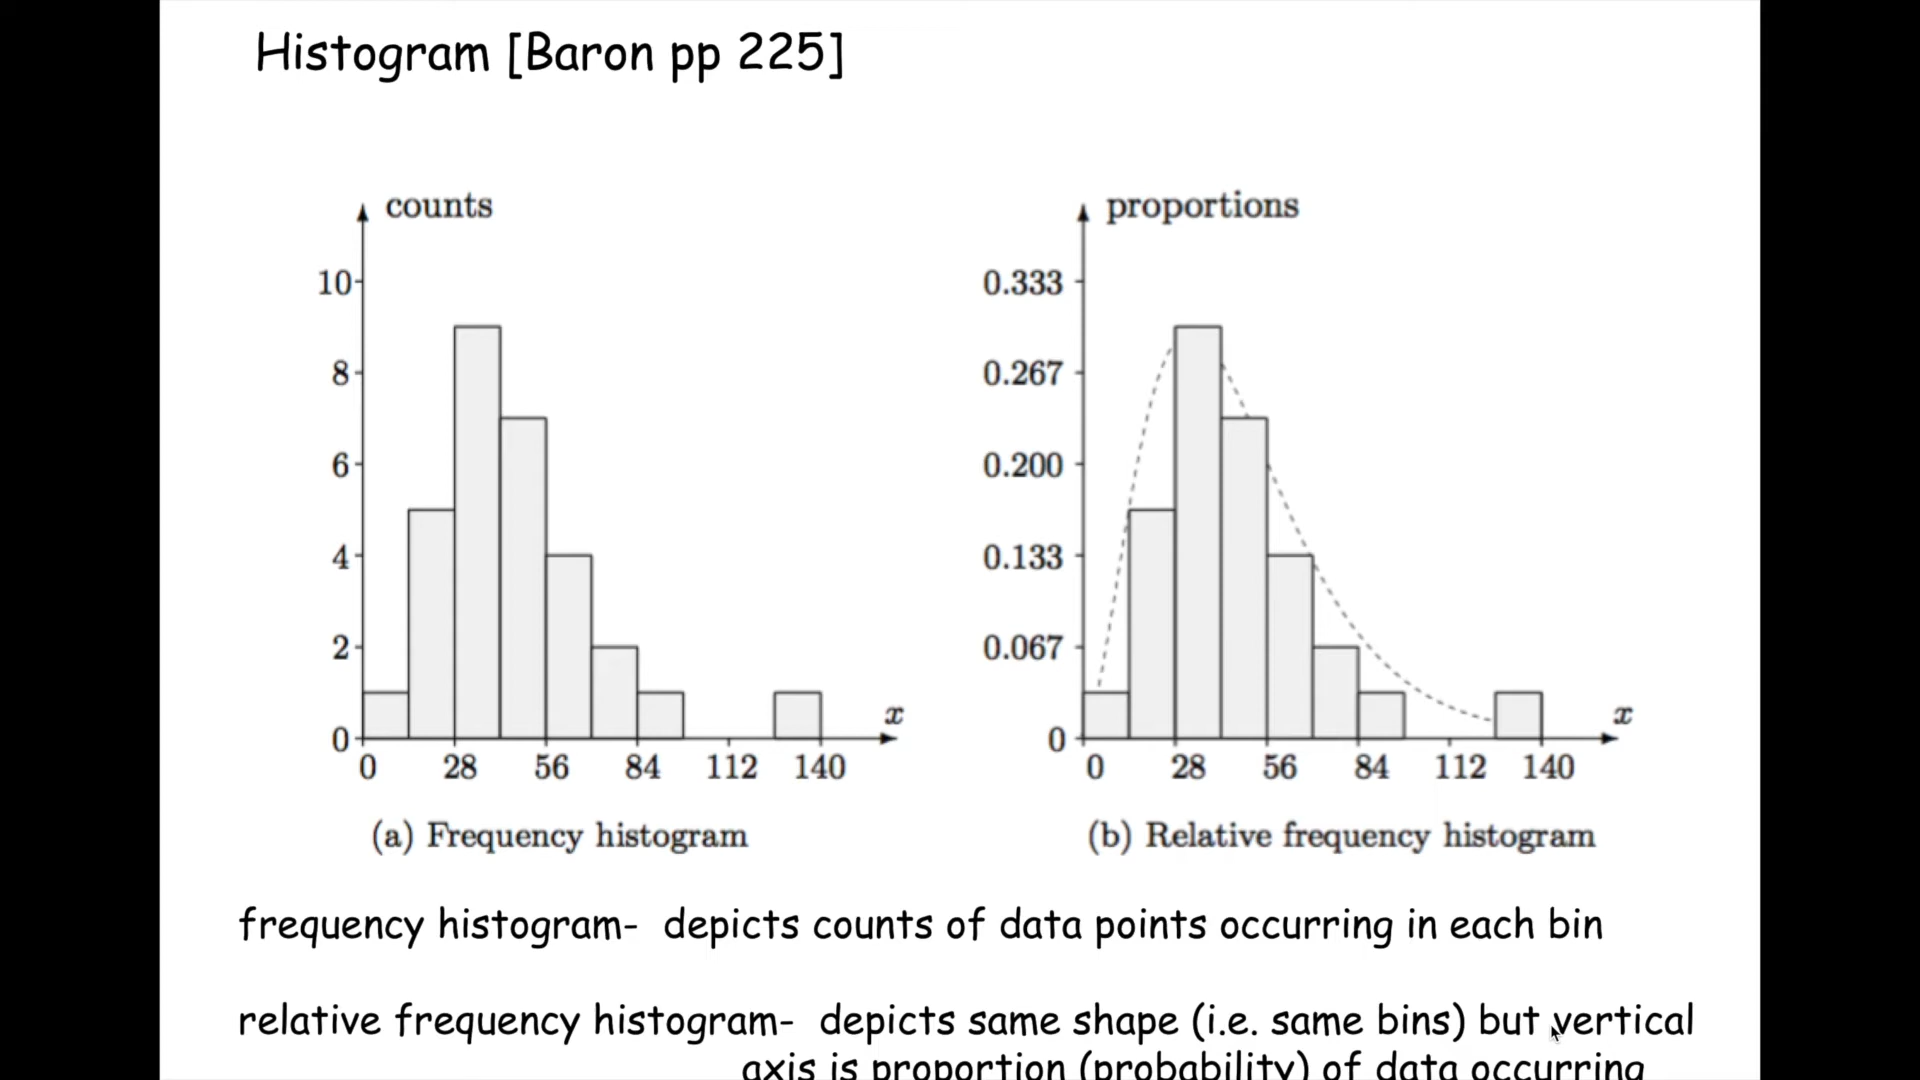 Histogram [Baron pp 225]
counts
10
8
6
4
2
0
0 28 56 84 112 140
x
(a) Frequency histogram
proportions
0.333
0.267
0.200
0.133
0.067
0
0 28 56 84 112 140
x
(b) Relative frequency histogram
frequency histogram- depicts counts of data points occurring in each bin
relative frequency histogram- depicts same shape (i.e. same bins) but vertical
axis is proportion (probability) of data occurring